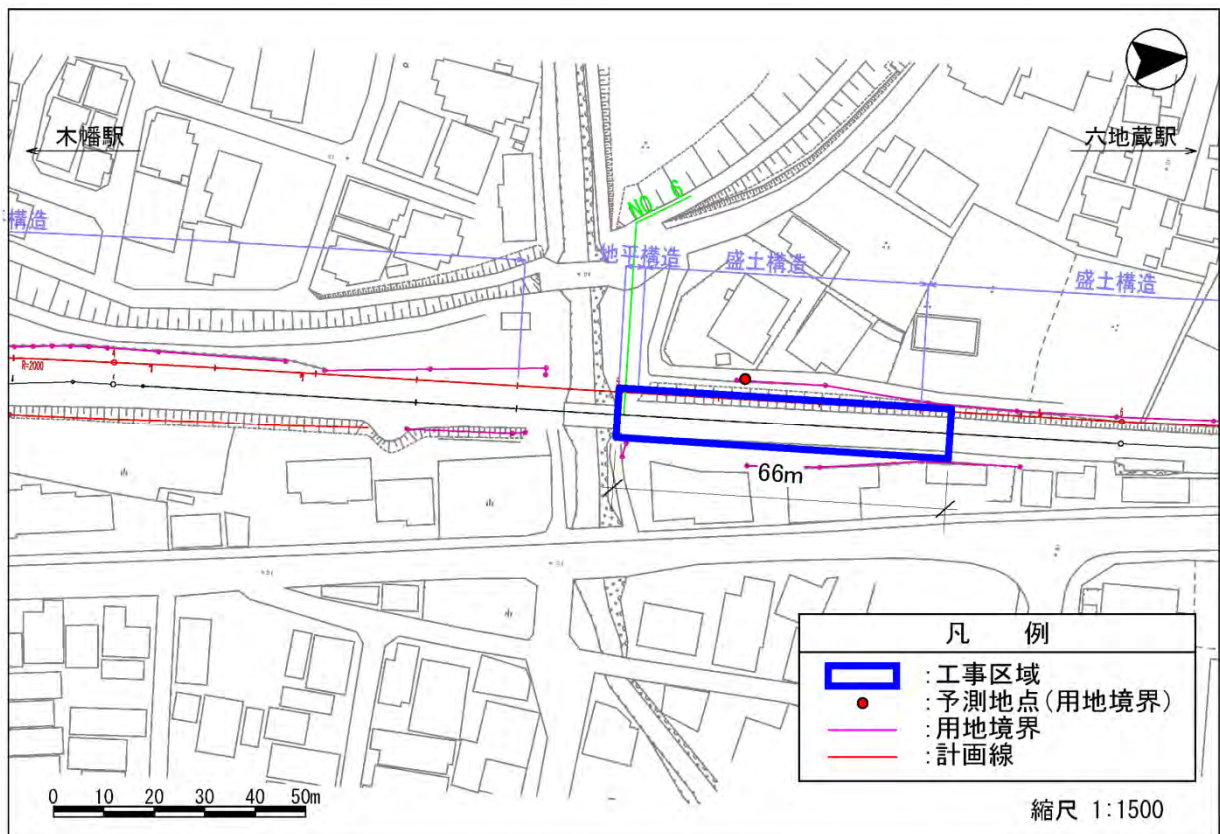 木幡駅
六地蔵駅
NO 6
構造
地平構造
盛土構造
盛土構造
R=2000
66m
凡 例
:工事区域
:予測地点(用地境界)
:用地境界
:計画線
0 10 20 30 40 50m
縮尺 1:1500